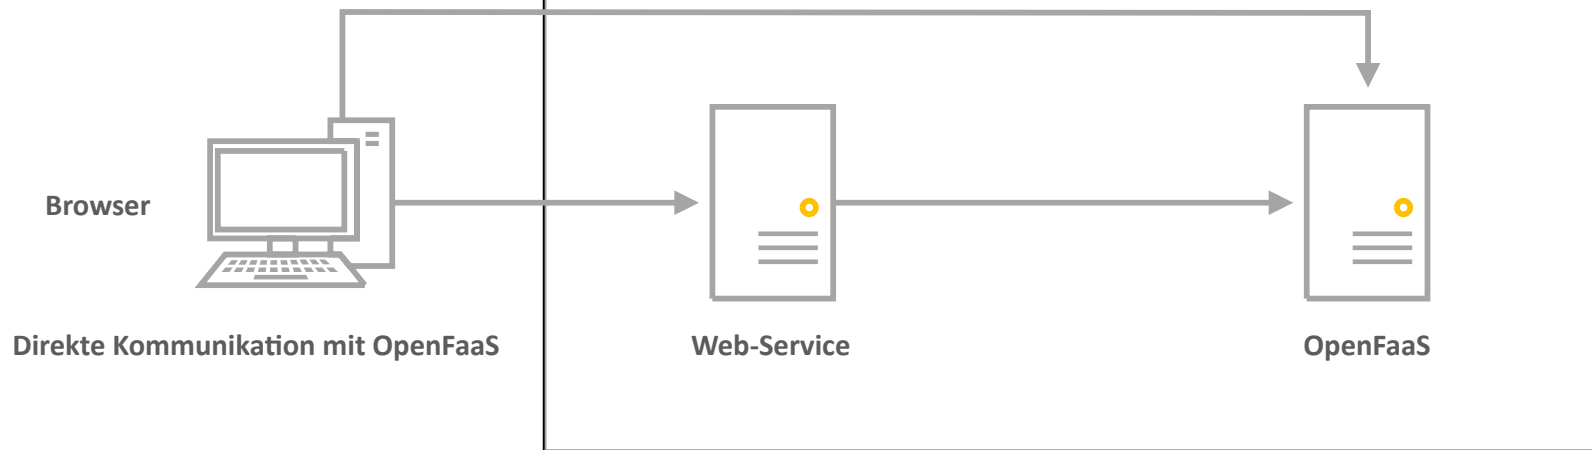 Browser
Direkte Kommunikation mit OpenFaaS
Web-Service
OpenFaaS